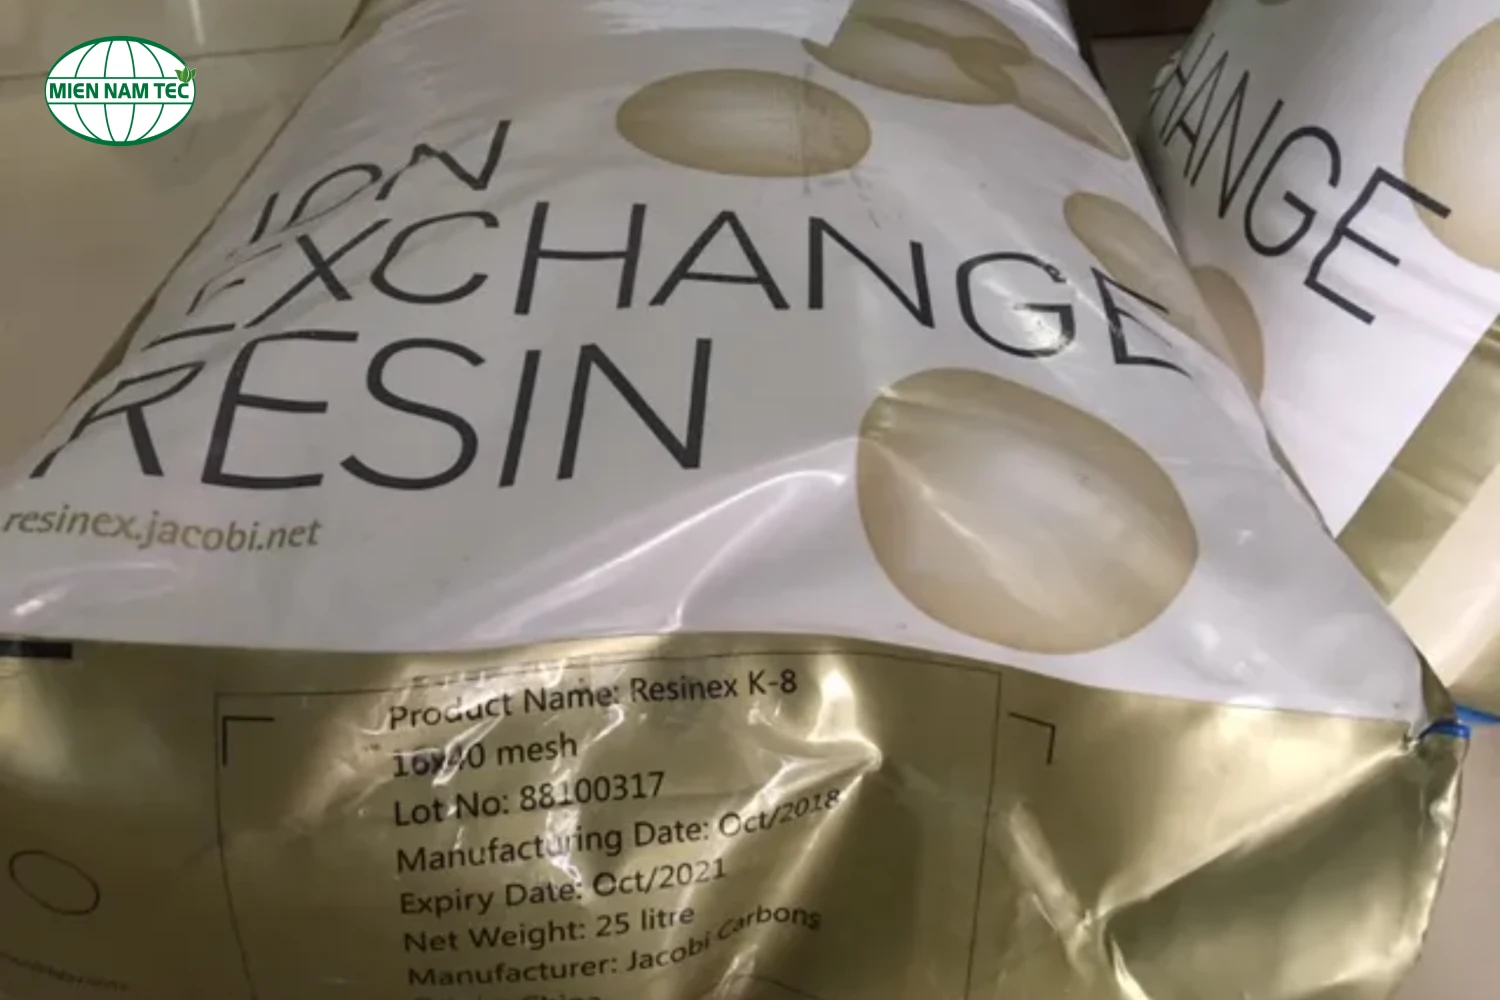 MIEN NAM TEC
ION
EXCHANGE
RESIN
resinex.jacobi.net
HANGE
Product Name: Resinex K-8
16x40 mesh
Lot No: 88100317
Manufacturing Date: Oct/2018
Expiry Date: Oct/2021
Net Weight: 25 litre
Manufacturer: Jacobi Carbons